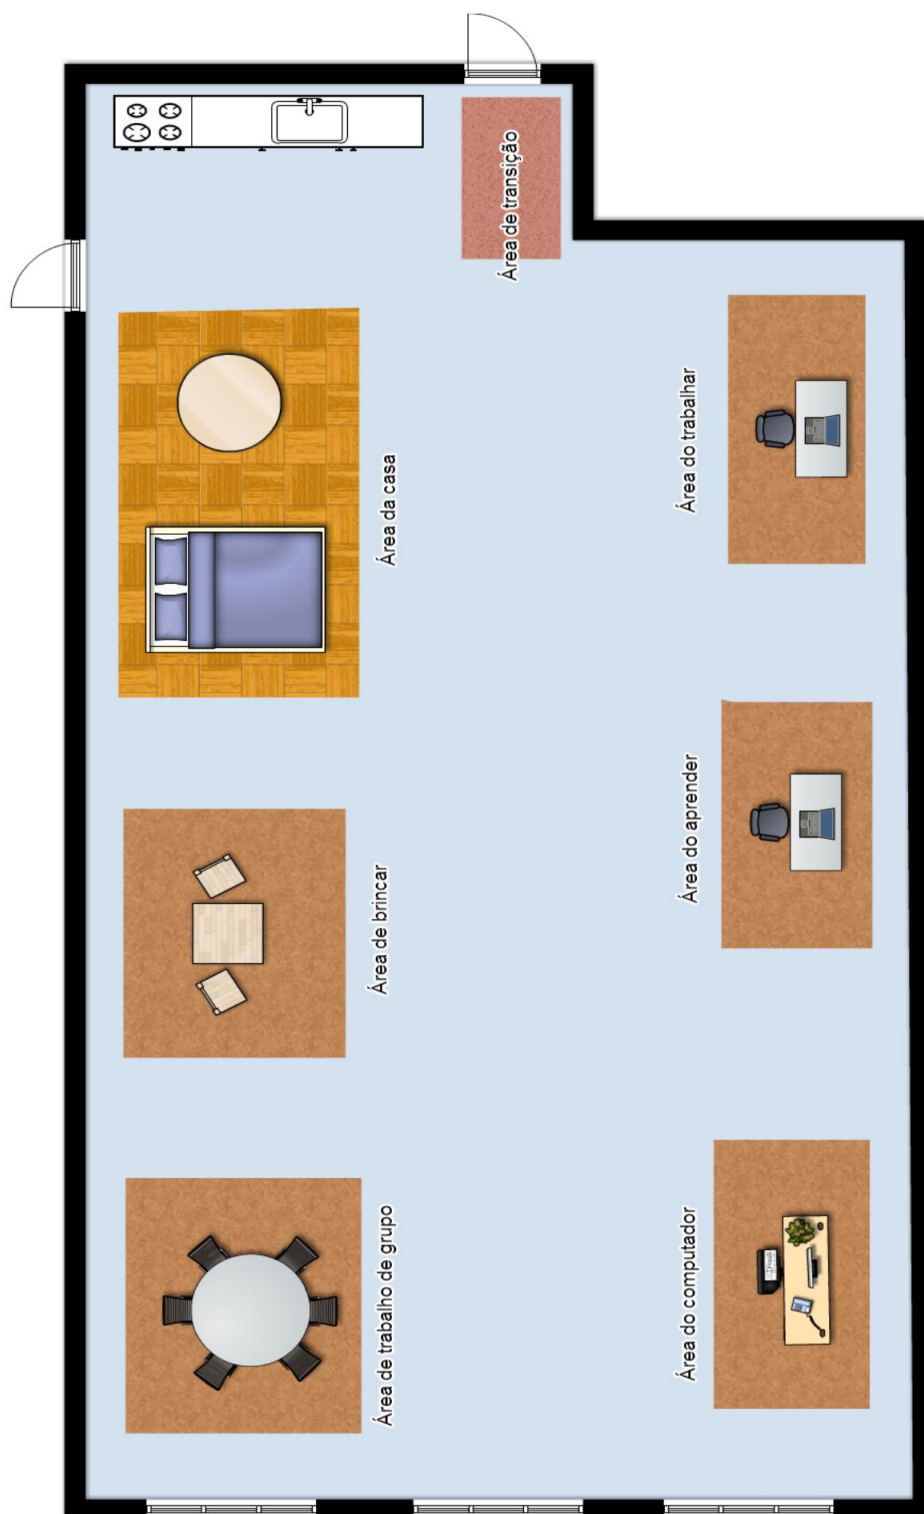 Área de transição
Área do trabalhar
Área da casa
Área do aprender
Área de brincar
Área do computador
Área de trabalho de grupo